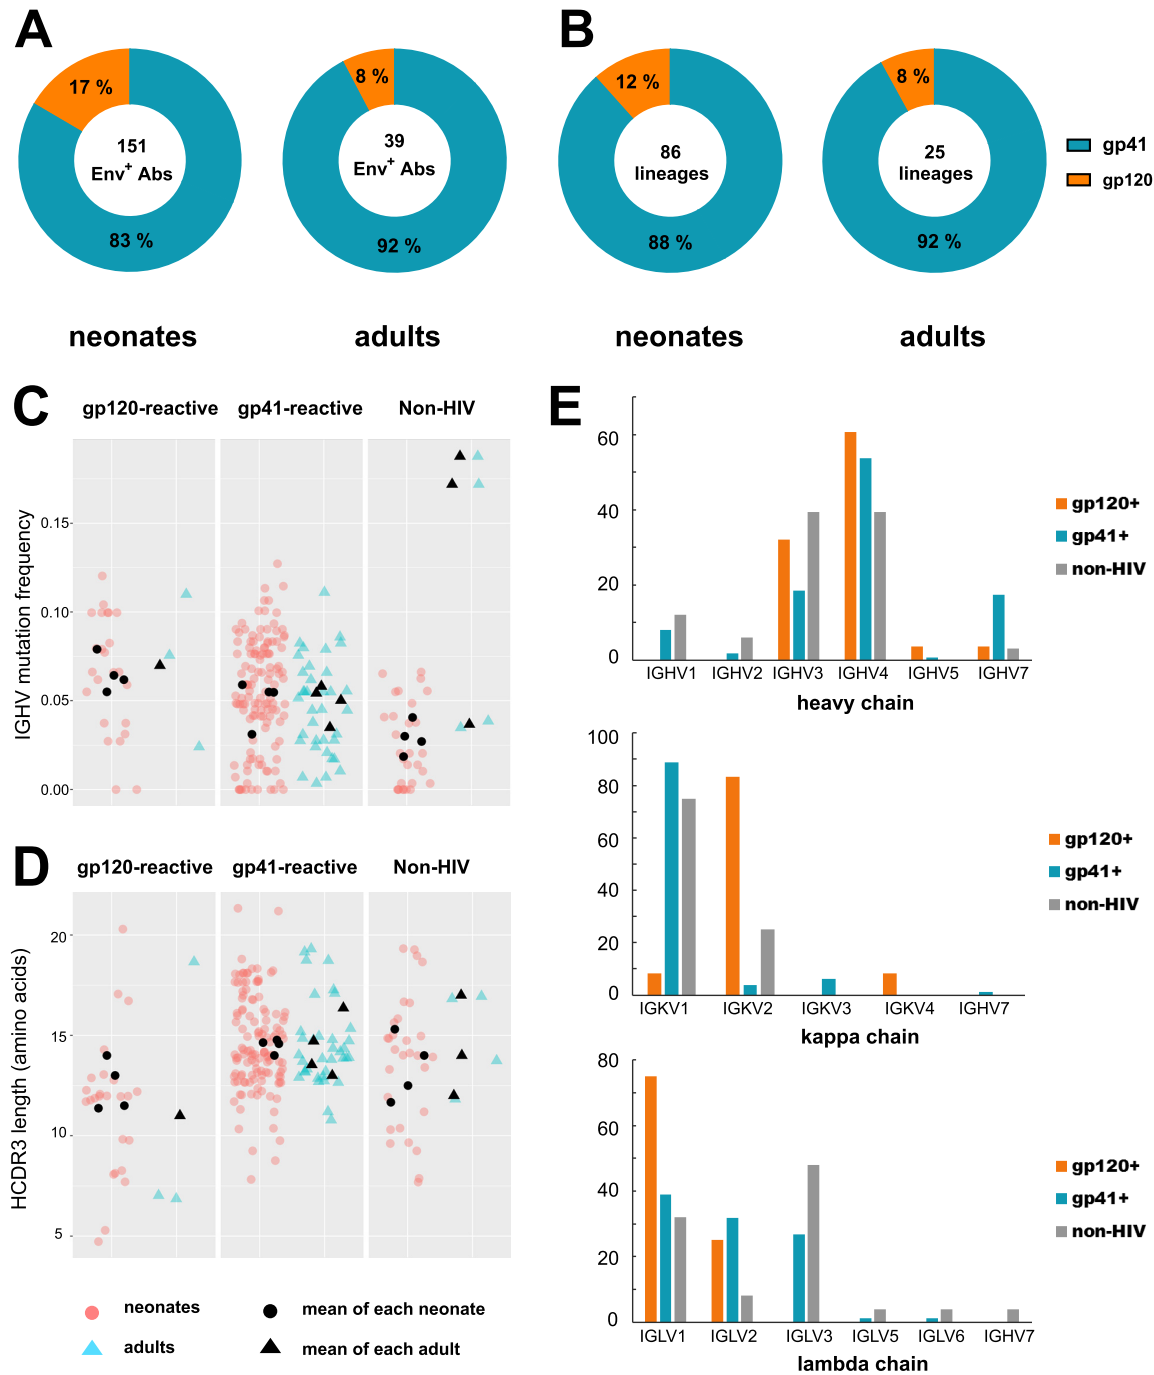 A
17 %
151
Env+ Abs
83 %
neonates
8 %
39
Env+ Abs
92 %
adults
B
12 %
86
lineages
88 %
neonates
8 %
25
lineages
92 %
adults
gp41
gp120
C
gp120-reactive
gp41-reactive
Non-HIV
IGHV mutation frequency
0.15
0.10
0.05
0.00
D
gp120-reactive
gp41-reactive
Non-HIV
HCDR3 length (amino acids)
20
15
10
5
neonates
mean of each neonate
adults
mean of each adult
E
60
40
20
0
IGHV1 IGHV2 IGHV3 IGHV4 IGHV5 IGHV7
heavy chain
gp120+
gp41+
non-HIV
100
80
60
40
20
0
IGKV1 IGKV2 IGKV3 IGKV4 IGHV7
kappa chain
gp120+
gp41+
non-HIV
80
60
40
20
0
IGLV1 IGLV2 IGLV3 IGLV5 IGLV6 IGHV7
lambda chain
gp120+
gp41+
non-HIV